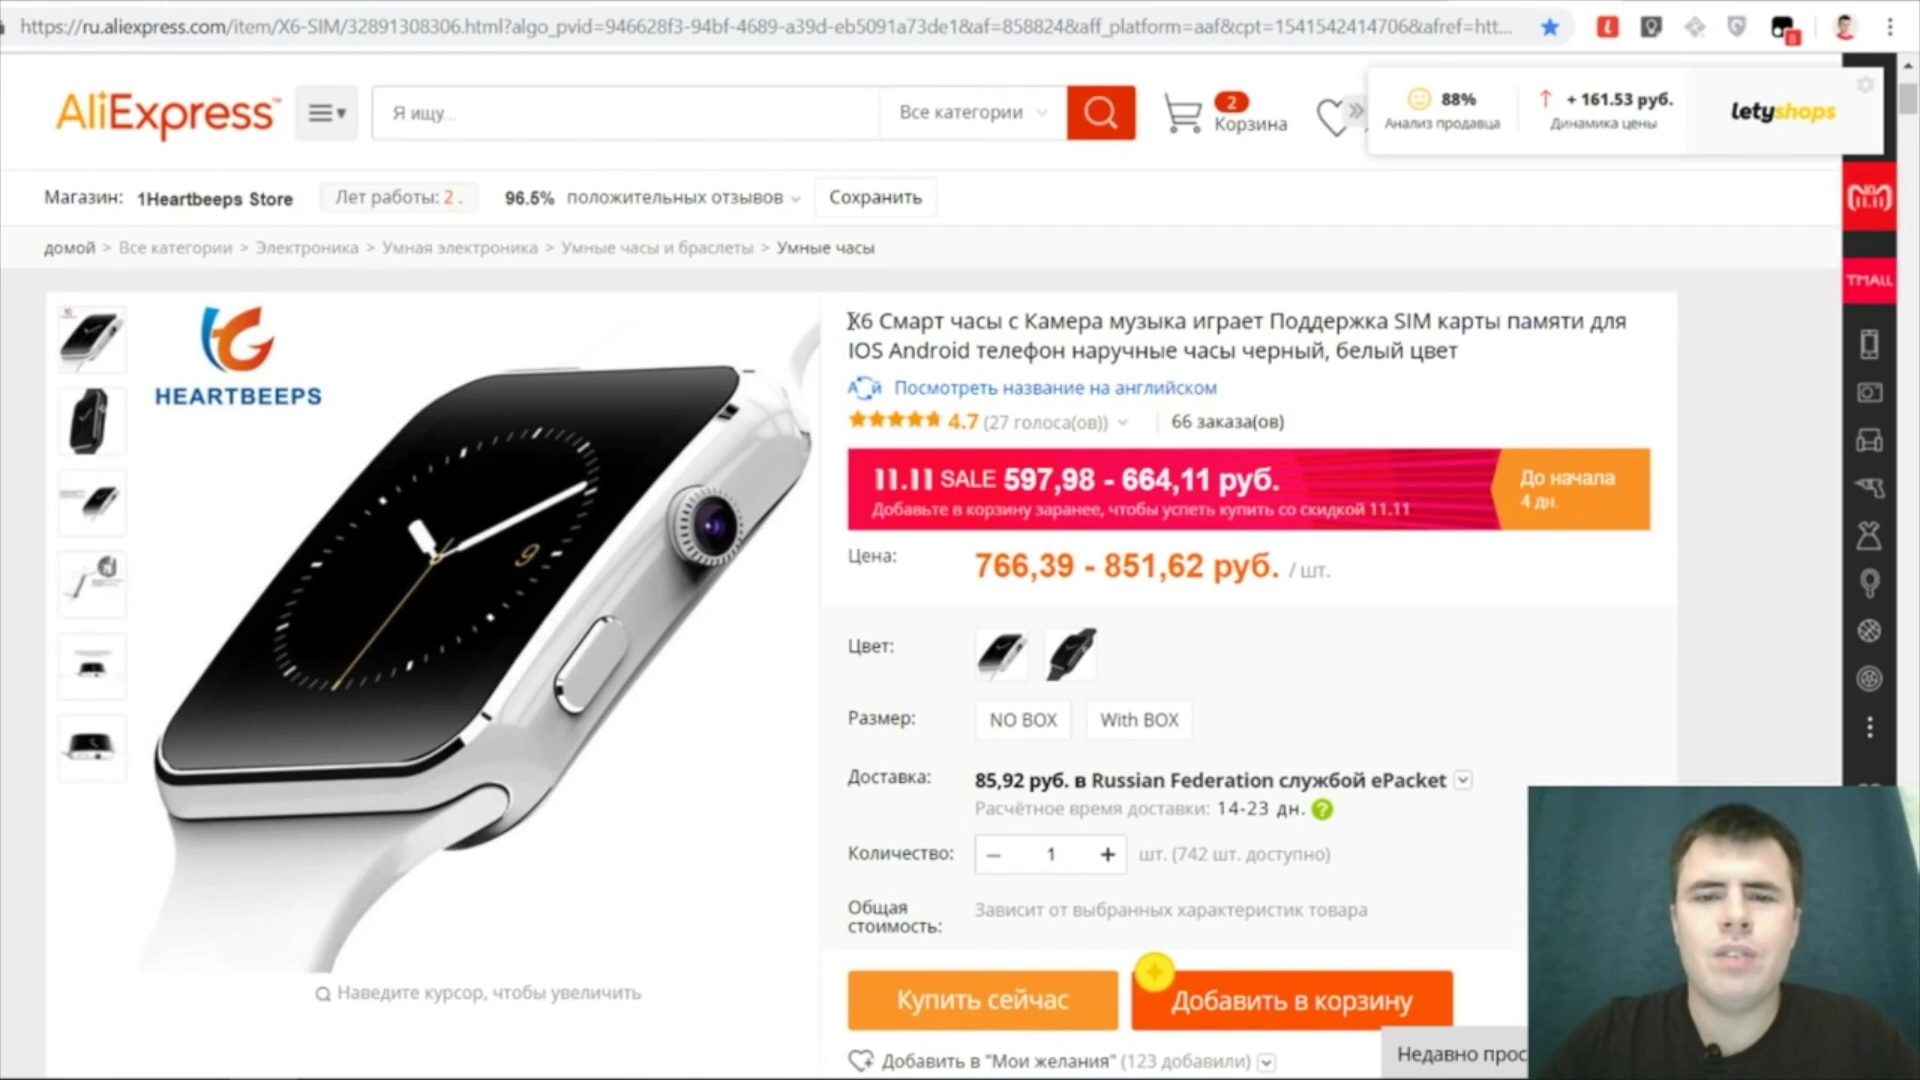 https://ru.aliexpress.com/item/X6-SIM/32891308306.html?algo_pvid=946628f3-94bf-4689-a39d-eb5091a73de1&af=858824&aff_platform=aaf&cpt=1541542414706&afref=htt...
AliExpress™
Я ищу...
Все категории
2
Корзина
88%
Анализ продавца
+ 161.53 руб.
Динамика цены
letyshops
Магазин: 1Heartbeeps Store
Лет работы: 2 .
96.5% положительных отзывов
Сохранить
11.11
домой > Все категории > Электроника > Умная электроника > Умные часы и браслеты > Умные часы
TMALL
HEARTBEEPS
X6 Смарт часы с Камера музыка играет Поддержка SIM карты памяти для
IOS Android телефон наручные часы черный, белый цвет
Посмотреть название на английском
4.7 (27 голоса(ов))
66 заказа(ов)
11.11 SALE 597,98 - 664,11 руб.
Добавьте в корзину заранее, чтобы успеть купить со скидкой 11.11
До начала
4 дн.
Цена:
766,39 - 851,62 руб. / шт.
Цвет:
Размер:
NO BOX
With BOX
Доставка:
85,92 руб. в Russian Federation службой ePacket
Расчётное время доставки: 14-23 дн. ?
Количество:
− 1 +
шт. (742 шт. доступно)
Общая
стоимость:
Зависит от выбранных характеристик товара
Наведите курсор, чтобы увеличить
Купить сейчас
Добавить в корзину
Добавить в "Мои желания" (123 добавили)
Недавно прос